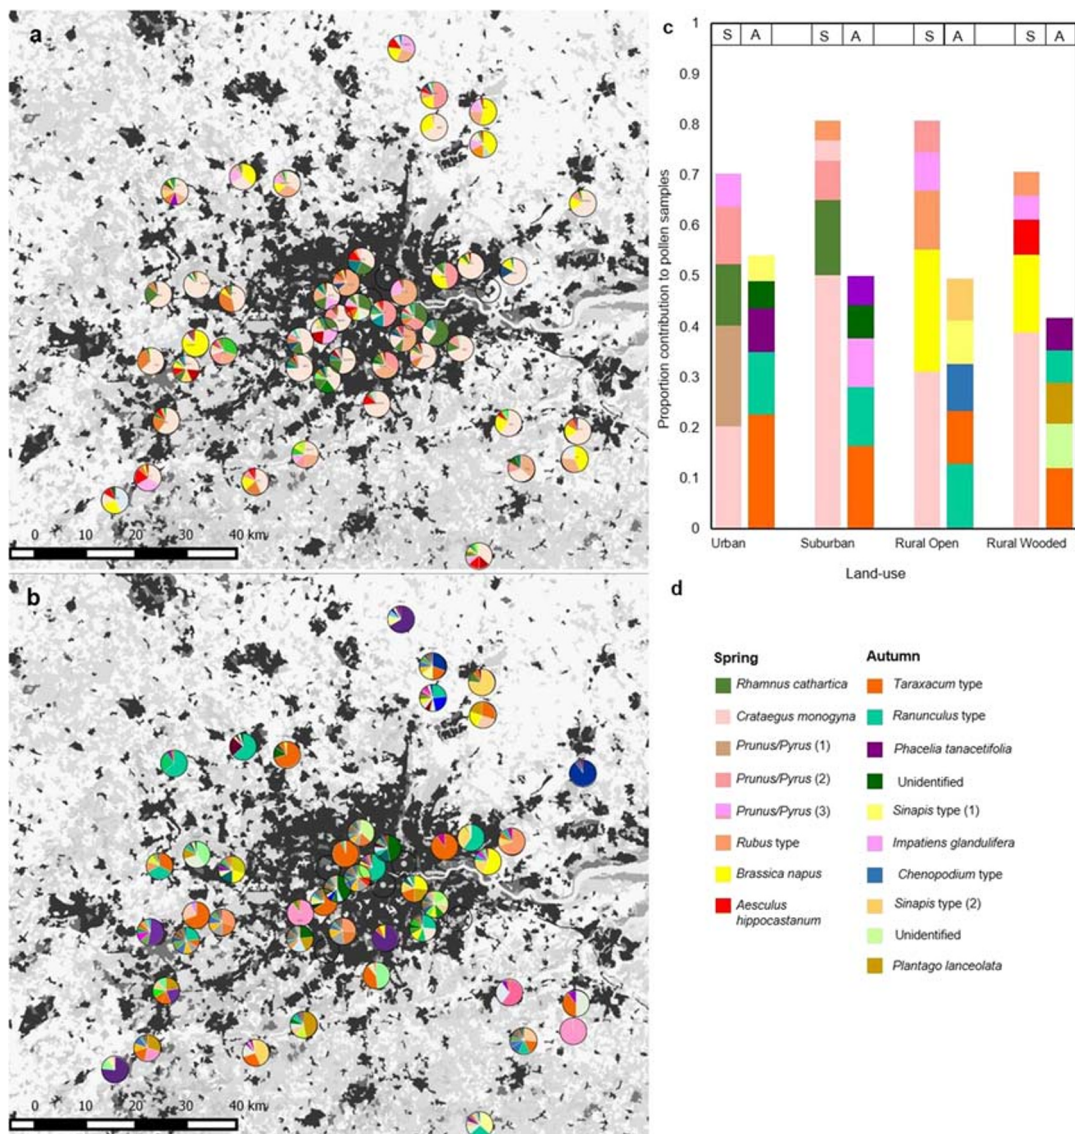 a
0 10 20 30 40 km
b
0 10 20 30 40 km
c
S A S A S A S A
Proportion contribution to pollen samples
1
0.9
0.8
0.7
0.6
0.5
0.4
0.3
0.2
0.1
0
Urban Suburban Rural Open Rural Wooded
Land-use
d
Spring
Rhamnus cathartica
Crataegus monogyna
Prunus/Pyrus (1)
Prunus/Pyrus (2)
Prunus/Pyrus (3)
Rubus type
Brassica napus
Aesculus
hippocastanum
Autumn
Taraxacum type
Ranunculus type
Phacelia tanacetifolia
Unidentified
Sinapis type (1)
Impatiens glandulifera
Chenopodium type
Sinapis type (2)
Unidentified
Plantago lanceolata